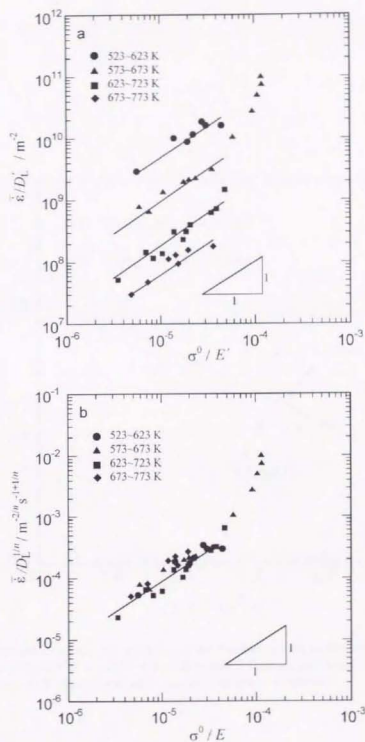 10¹²
a
● 523~623 K
▲ 573~673 K
■ 623~723 K
◆ 673~773 K
10¹¹
10¹⁰
10⁹
10⁸
10⁷
ε̄̇/D′L / m⁻²
1
1
10⁻⁶ 10⁻⁵ 10⁻⁴ 10⁻³
σ⁰ / E′
10⁻¹
b
● 523~623 K
▲ 573~673 K
■ 623~723 K
◆ 673~773 K
10⁻²
10⁻³
10⁻⁴
10⁻⁵
10⁻⁶
ε̄̇/D_L^{1/n} / m^{-2/n} s^{-1+1/n}
1
1
10⁻⁶ 10⁻⁵ 10⁻⁴ 10⁻³
σ⁰ / E